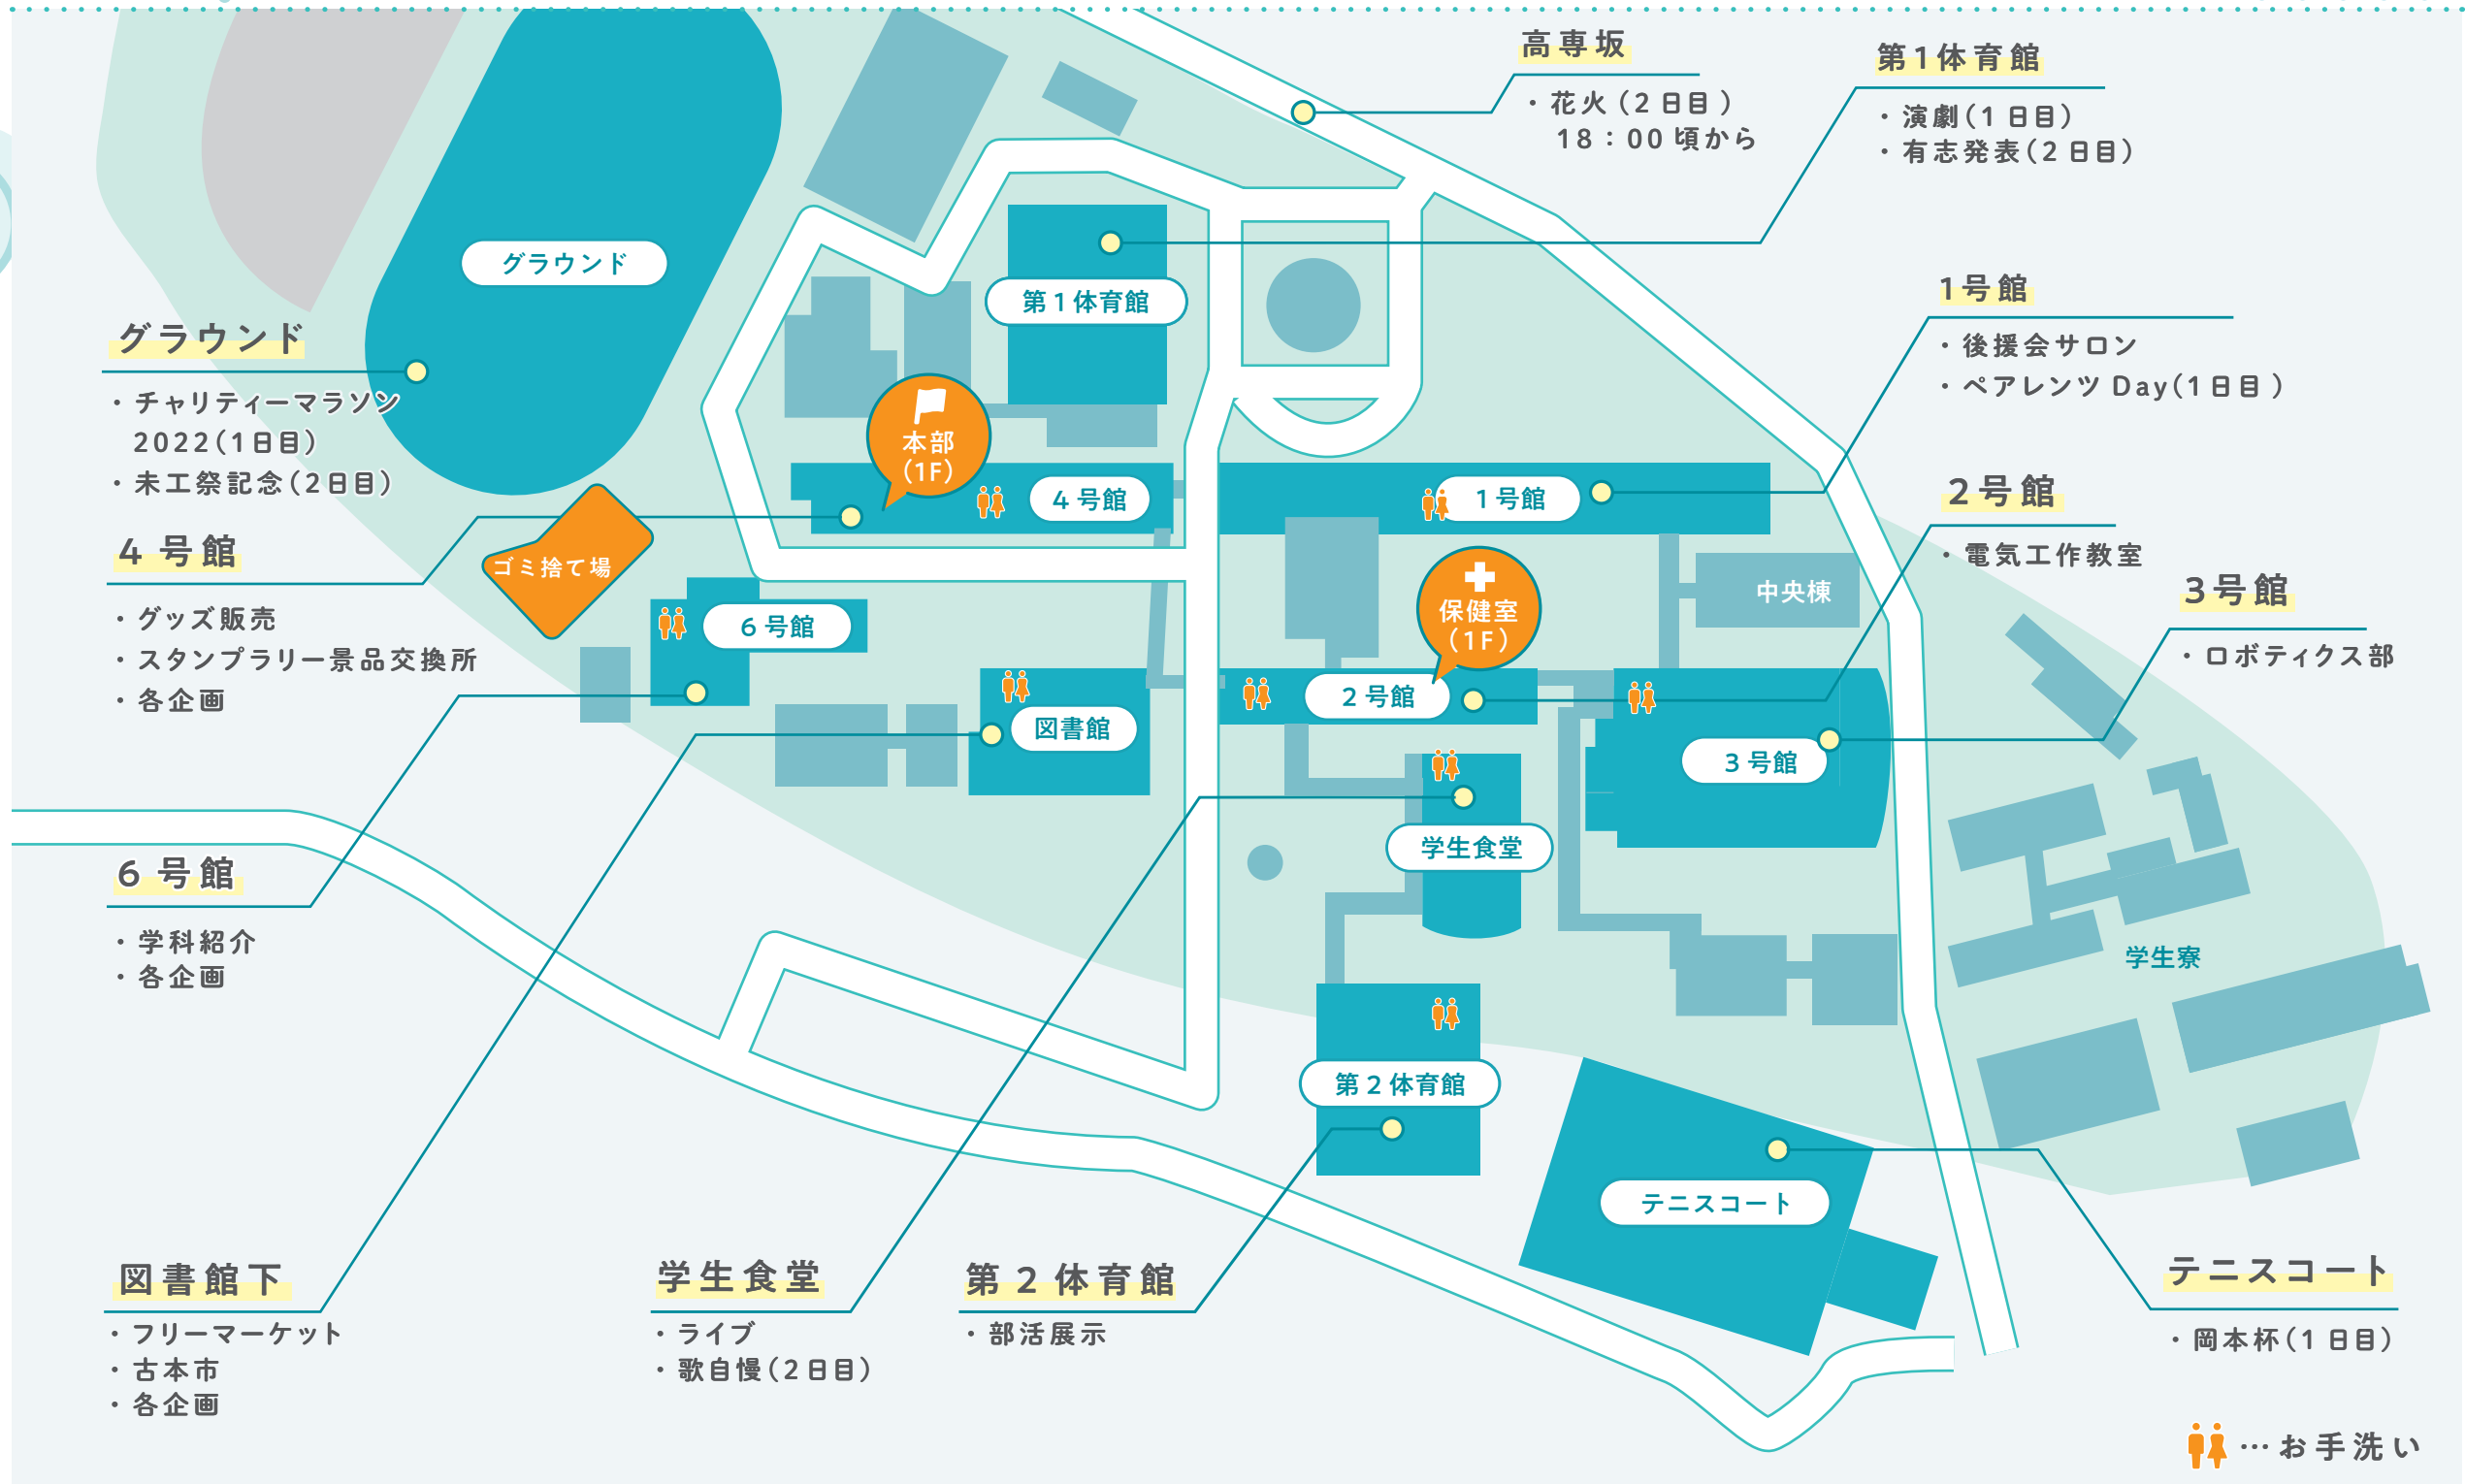 高専坂
・花火(2日目)
18:00頃から
第1体育館
・演劇(1日目)
・有志発表(2日目)
1号館
・後援会サロン
・ペアレンツDay(1日目)
2号館
・電気工作教室
3号館
・ロボティクス部
グラウンド
・チャリティーマラソン
2022(1日目)
・未工祭記念(2日目)
4号館
・グッズ販売
・スタンプラリー景品交換所
・各企画
6号館
・学科紹介
・各企画
図書館下
・フリーマーケット
・古本市
・各企画
学生食堂
・ライブ
・歌自慢(2日目)
第2体育館
・部活展示
テニスコート
・岡本杯(1日目)
グラウンド
第1体育館
本部
(1F)
4号館
1号館
ゴミ捨て場
中央棟
保健室
(1F)
6号館
2号館
図書館
3号館
学生食堂
学生寮
第2体育館
テニスコート
…お手洗い